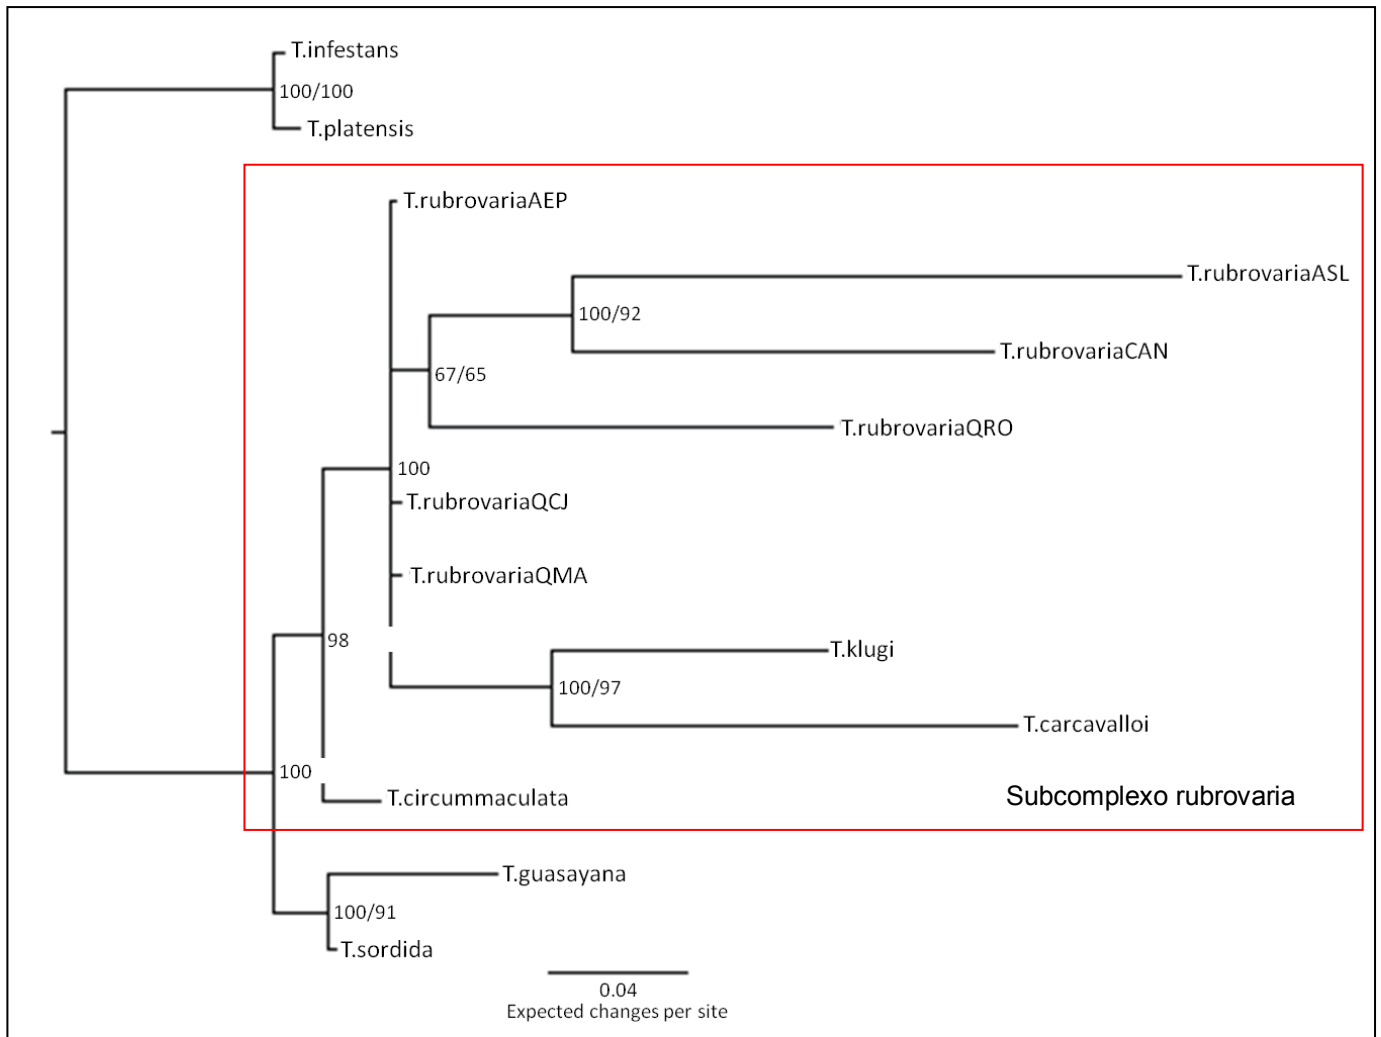 T.infestans
100/100
T.platensis
T.rubrovariaAEP
T.rubrovariaASL
100/92
T.rubrovariaCAN
67/65
T.rubrovariaQRO
100
T.rubrovariaQCJ
T.rubrovariaQMA
98
T.klugi
100/97
T.carcavalloi
100
T.circummaculata
Subcomplexo rubrovaria
T.guasayana
100/91
T.sordida
0.04
Expected changes per site